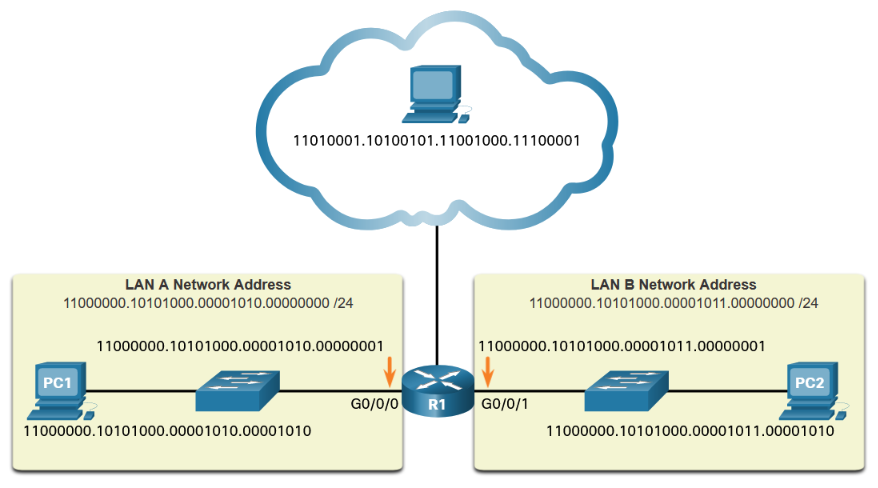 11010001.10100101.11001000.11100001
LAN A Network Address
11000000.10101000.00001010.00000000 /24
11000000.10101000.00001010.00000001
PC1
G0/0/0
11000000.10101000.00001010.00001010
R1
LAN B Network Address
11000000.10101000.00001011.00000000 /24
11000000.10101000.00001011.00000001
G0/0/1
PC2
11000000.10101000.00001011.00001010